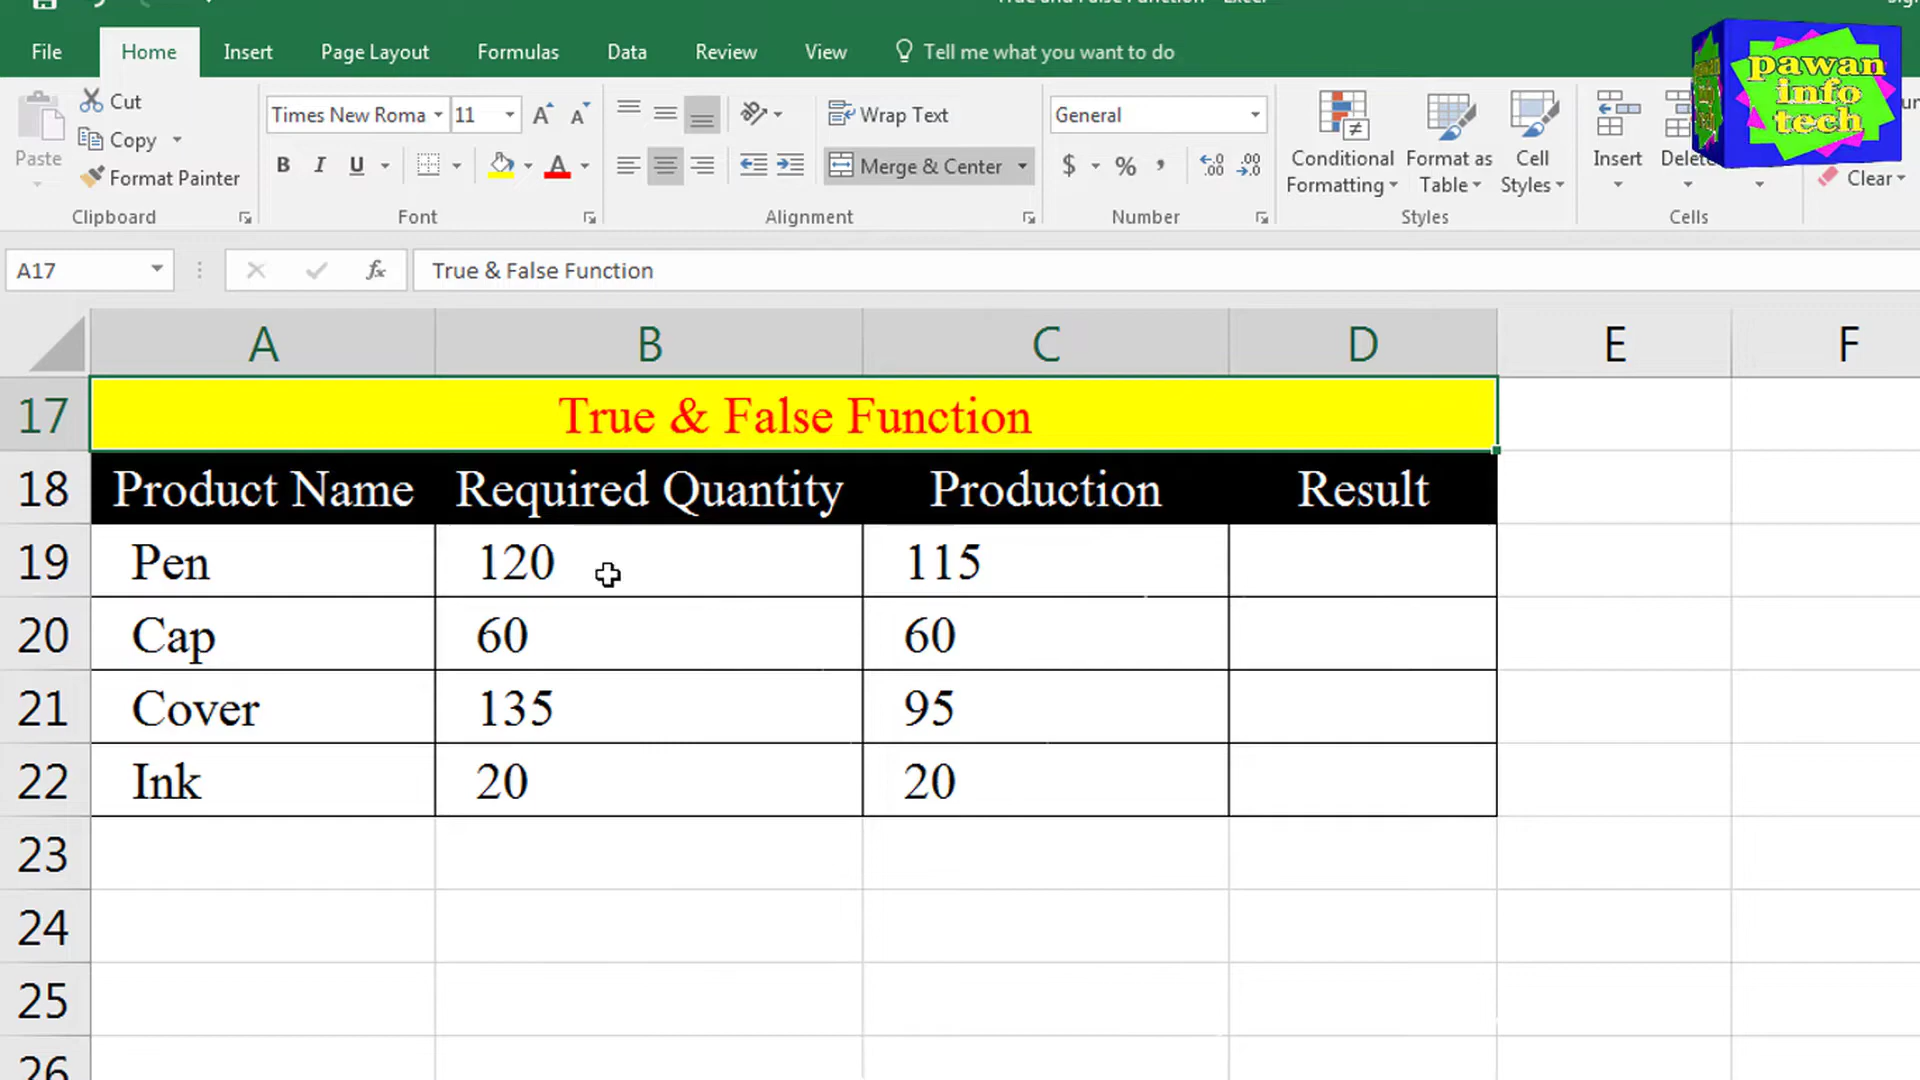 File Home Insert Page Layout Formulas Data Review View Tell me what you want to do
pawan
info
tech
Cut
Copy
Format Painter
Paste
Clipboard
Times New Roma 11
B I U A
Font
Wrap Text
Merge & Center
Alignment
General
$ % ,
Number
Conditional Formatting
Format as Table
Cell Styles
Styles
Insert
Delete
Cells
Clear
A17 fx True & False Function
A B C D E F
17 True & False Function
18 Product Name Required Quantity Production Result
19 Pen 120 115
20 Cap 60 60
21 Cover 135 95
22 Ink 20 20
23
24
25
26